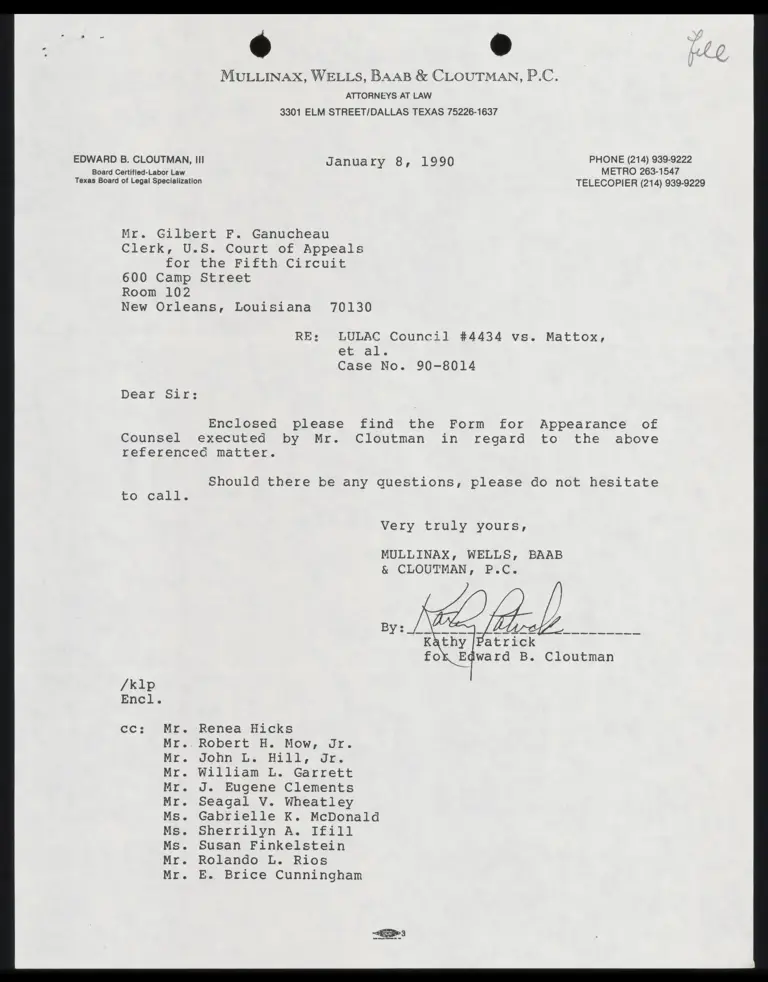 file
MULLINAX, WELLS, BAAB & CLOUTMAN, P.C.
ATTORNEYS AT LAW
3301 ELM STREET/DALLAS TEXAS 75226-1637
EDWARD B. CLOUTMAN, III
Board Certified-Labor Law
Texas Board of Legal Specialization
January 8, 1990
PHONE (214) 939-9222
METRO 263-1547
TELECOPIER (214) 939-9229
Mr. Gilbert F. Ganucheau
Clerk, U.S. Court of Appeals
for the Fifth Circuit
600 Camp Street
Room 102
New Orleans, Louisiana 70130
RE: LULAC Council #4434 vs. Mattox,
et al.
Case No. 90-8014
Dear Sir:
Enclosed please find the Form for Appearance of
Counsel executed by Mr. Cloutman in regard to the above
referenced matter.
Should there be any questions, please do not hesitate
to call.
Very truly yours,
MULLINAX, WELLS, BAAB
& CLOUTMAN, P.C.
By: Kathy Patrick
Kathy Patrick
for Edward B. Cloutman
/klp
Encl.
cc: Mr. Renea Hicks
Mr. Robert H. Mow, Jr.
Mr. John L. Hill, Jr.
Mr. William L. Garrett
Mr. J. Eugene Clements
Mr. Seagal V. Wheatley
Ms. Gabrielle K. McDonald
Ms. Sherrilyn A. Ifill
Ms. Susan Finkelstein
Mr. Rolando L. Rios
Mr. E. Brice Cunningham
3